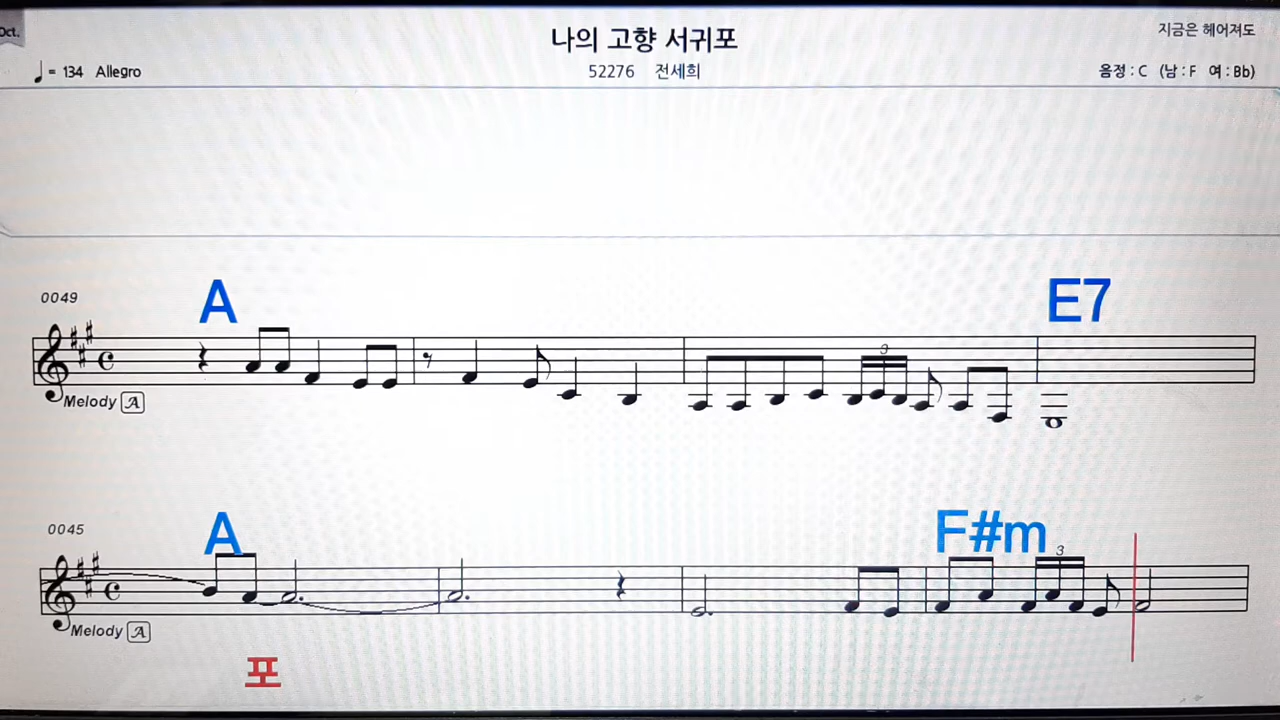 Oct.
나의 고향 서귀포
지금은 헤어져도
♩ = 134 Allegro
52276 전세희
음정 : C (남 : F 여 : Bb)
0049
A
E7
3
Melody A
0045
A
F#m
3
Melody A
포